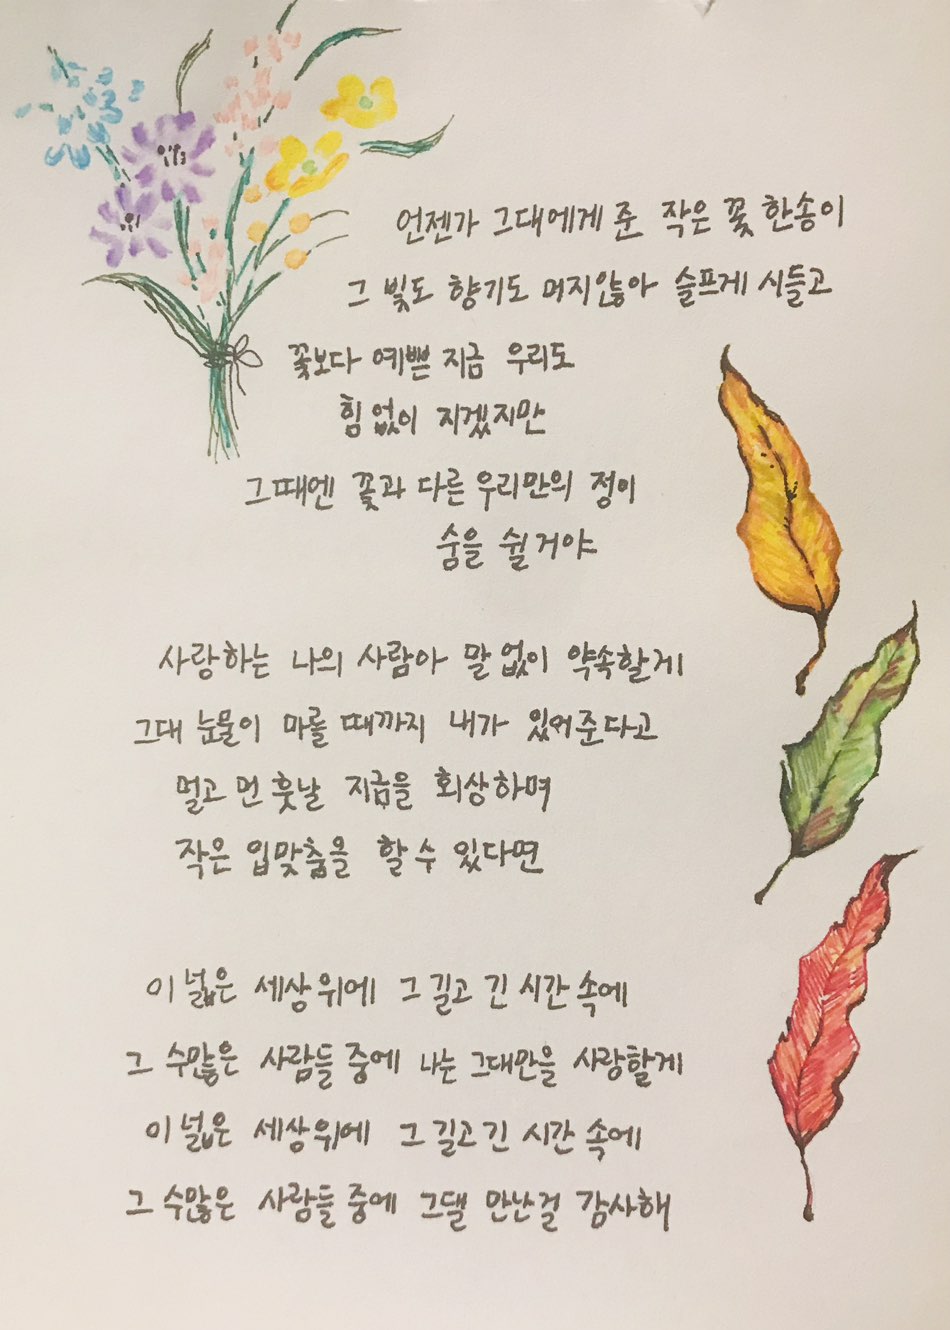 언젠가 그대에게 준 작은 꽃 한송이
그 빛도 향기도 머지않아 슬프게 시들고
꽃보다 예쁜 지금 우리도
힘없이 지겠지만
그때엔 꽃과 다른 우리만의 정이
숨을 쉴거야
사랑하는 나의 사람아 말없이 약속할게
그대 눈물이 마를 때까지 내가 있어준다고
멀고 먼 훗날 지금을 회상하며
작은 입맞춤을 할 수 있다면
이 넓은 세상위에 그 길고 긴 시간 속에
그 수많은 사람들 중에 나는 그대만을 사랑할게
이 넓은 세상위에 그 길고 긴 시간 속에
그 수많은 사람들 중에 그댈 만난걸 감사해